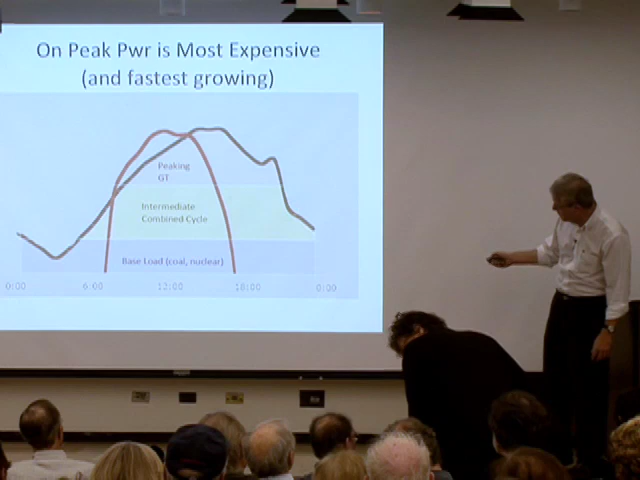 On Peak Pwr is Most Expensive
(and fastest growing)
Peaking
GT
Intermediate
Combined Cycle
Base Load (coal, nuclear)
0:00 6:00 12:00 18:00 0:00